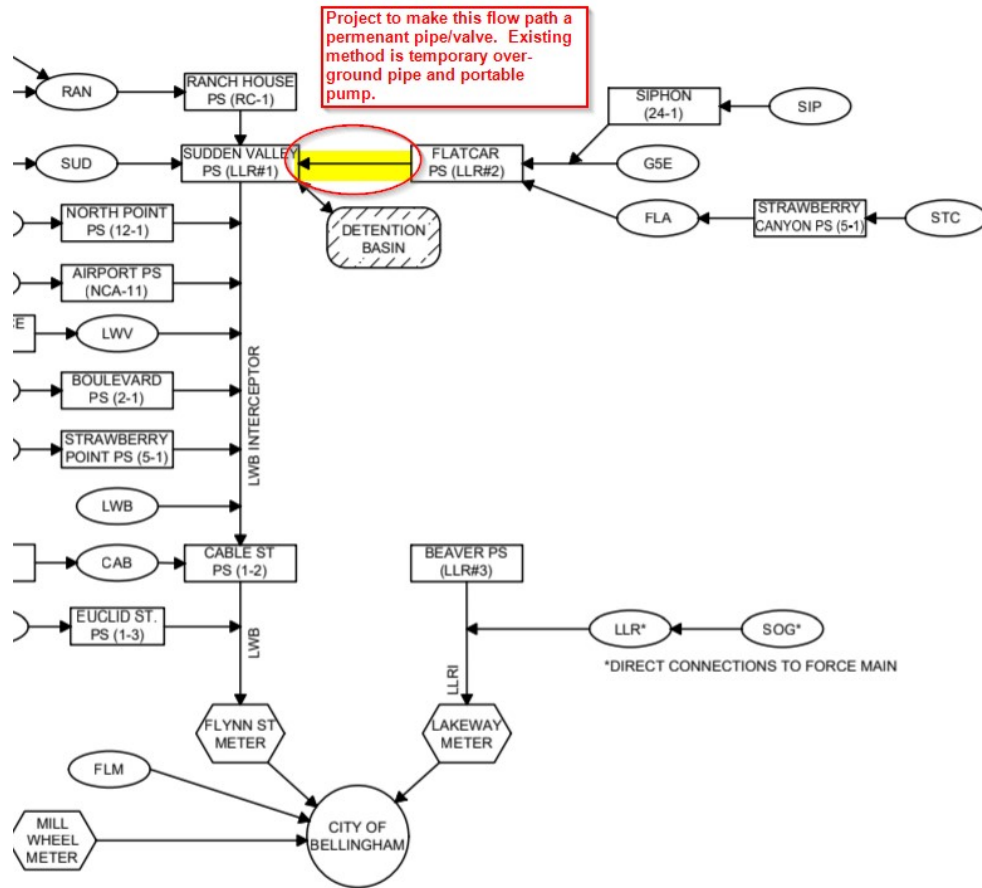 Project to make this flow path a
permenant pipe/valve. Existing
method is temporary over-
ground pipe and portable
pump.
RAN
RANCH HOUSE
PS (RC-1)
SIPHON
(24-1)
SIP
SUD
SUDDEN VALLEY
PS (LLR#1)
FLATCAR
PS (LLR#2)
G5E
NORTH POINT
PS (12-1)
DETENTION
BASIN
FLA
STRAWBERRY
CANYON PS (5-1)
STC
AIRPORT PS
(NCA-11)
CE
LWV
LWB INTERCEPTOR
BOULEVARD
PS (2-1)
STRAWBERRY
POINT PS (5-1)
LWB
CAB
CABLE ST
PS (1-2)
BEAVER PS
(LLR#3)
EUCLID ST.
PS (1-3)
LWB
LLR*
SOG*
*DIRECT CONNECTIONS TO FORCE MAIN
LLRI
FLYNN ST
METER
LAKEWAY
METER
FLM
CITY OF
BELLINGHAM
MILL
WHEEL
METER